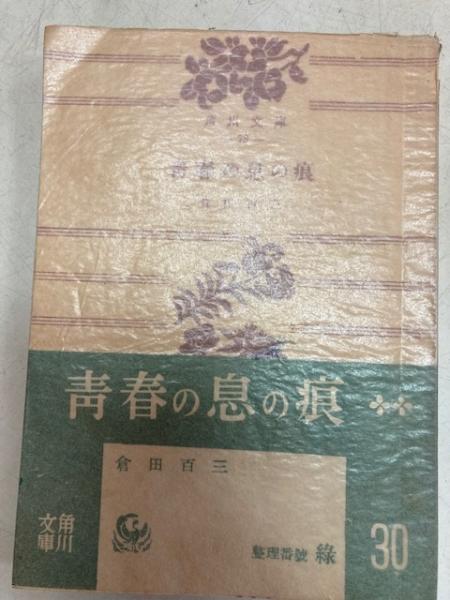 角川文庫
青春の息の痕
青春の息の痕
倉田百三
角川文庫
整理番號 綠
30